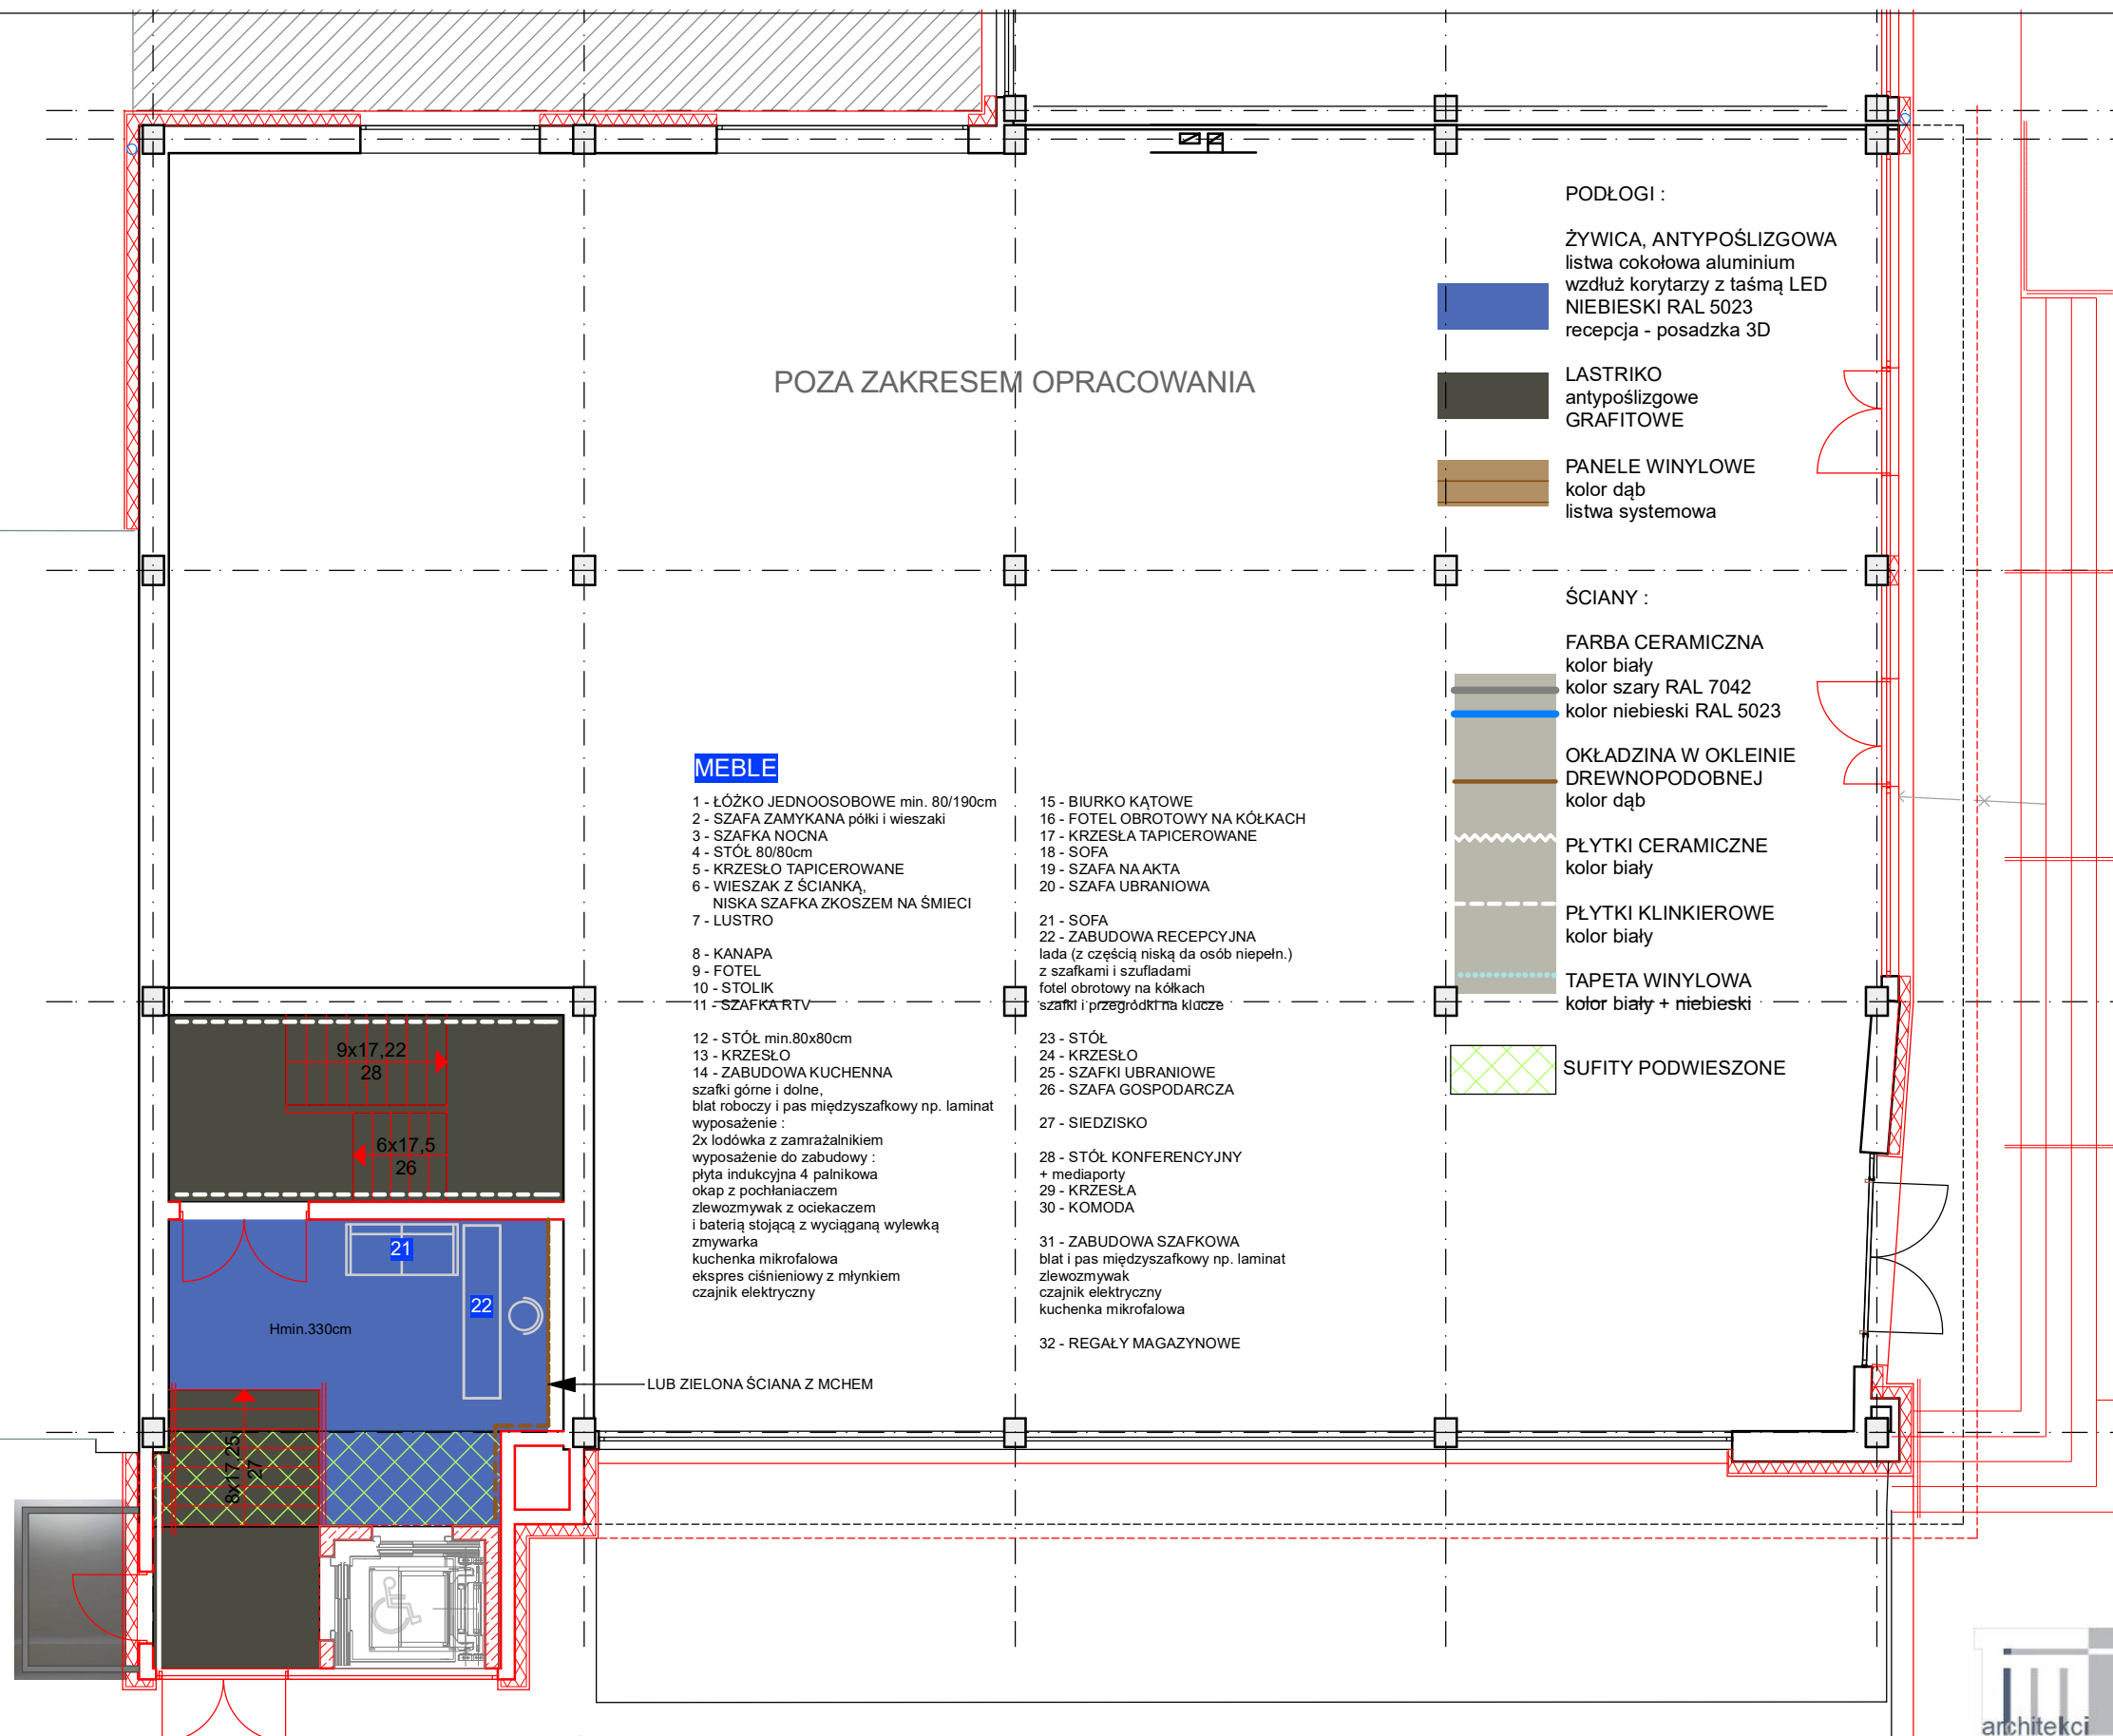 POZA ZAKRESEM OPRACOWANIA
PODŁOGI :
ŻYWICA, ANTYPOŚLIZGOWA
listwa cokołowa aluminium
wzdłuż korytarzy z taśmą LED
NIEBIESKI RAL 5023
recepcja - posadzka 3D
LASTRIKO
antypoślizgowe
GRAFITOWE
PANELE WINYLOWE
kolor dąb
listwa systemowa
ŚCIANY :
FARBA CERAMICZNA
kolor biały
kolor szary RAL 7042
kolor niebieski RAL 5023
OKŁADZINA W OKLEINIE
DREWNOPODOBNEJ
kolor dąb
PŁYTKI CERAMICZNE
kolor biały
PŁYTKI KLINKIEROWE
kolor biały
TAPETA WINYLOWA
kolor biały + niebieski
SUFITY PODWIESZONE
MEBLE
1 - ŁÓŻKO JEDNOOSOBOWE min. 80/190cm
2 - SZAFA ZAMYKANA półki i wieszaki
3 - SZAFKA NOCNA
4 - STÓŁ 80/80cm
5 - KRZESŁO TAPICEROWANE
6 - WIESZAK Z ŚCIANKĄ,
NISKA SZAFKA ZKOSZEM NA ŚMIECI
7 - LUSTRO
8 - KANAPA
9 - FOTEL
10 - STOLIK
11 - SZAFKA RTV
12 - STÓŁ min.80x80cm
13 - KRZESŁO
14 - ZABUDOWA KUCHENNA
szafki górne i dolne,
blat roboczy i pas międzyszafkowy np. laminat
wyposażenie :
2x lodówka z zamrażalnikiem
wyposażenie do zabudowy :
płyta indukcyjna 4 palnikowa
okap z pochłaniaczem
zlewozmywak z ociekaczem
i baterią stojącą z wyciąganą wylewką
zmywarka
kuchenka mikrofalowa
ekspres ciśnieniowy z młynkiem
czajnik elektryczny
15 - BIURKO KĄTOWE
16 - FOTEL OBROTOWY NA KÓŁKACH
17 - KRZESŁA TAPICEROWANE
18 - SOFA
19 - SZAFA NA AKTA
20 - SZAFA UBRANIOWA
21 - SOFA
22 - ZABUDOWA RECEPCYJNA
lada (z częścią niską da osób niepełn.)
z szafkami i szufladami
fotel obrotowy na kółkach
szafki i przegródki na klucze
23 - STÓŁ
24 - KRZESŁO
25 - SZAFKI UBRANIOWE
26 - SZAFA GOSPODARCZA
27 - SIEDZISKO
28 - STÓŁ KONFERENCYJNY
+ mediaporty
29 - KRZESŁA
30 - KOMODA
31 - ZABUDOWA SZAFKOWA
blat i pas międzyszafkowy np. laminat
zlewozmywak
czajnik elektryczny
kuchenka mikrofalowa
32 - REGAŁY MAGAZYNOWE
9x17,22
28
6x17,5
26
21
22
Hmin.330cm
LUB ZIELONA ŚCIANA Z MCHEM
8x17,25
27
architekci